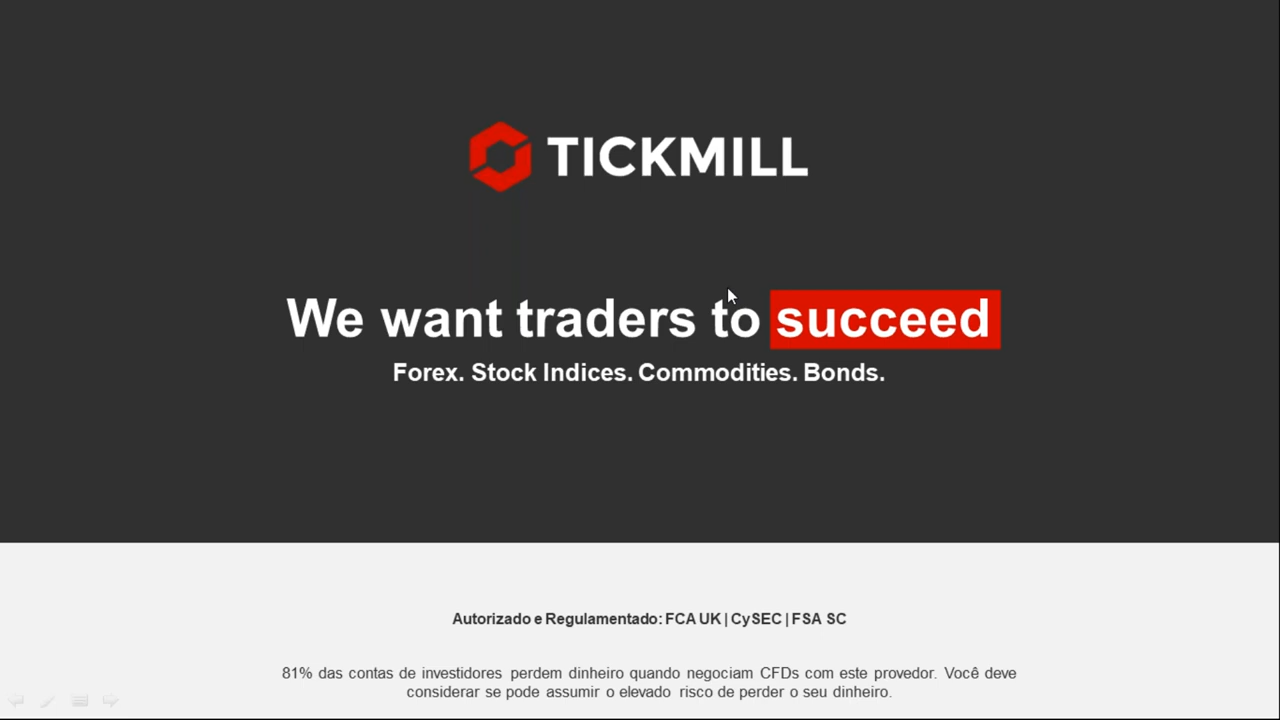 TICKMILL
We want traders to succeed
Forex. Stock Indices. Commodities. Bonds.
Autorizado e Regulamentado: FCA UK | CySEC | FSA SC
81% das contas de investidores perdem dinheiro quando negociam CFDs com este provedor. Você deve
considerar se pode assumir o elevado risco de perder o seu dinheiro.